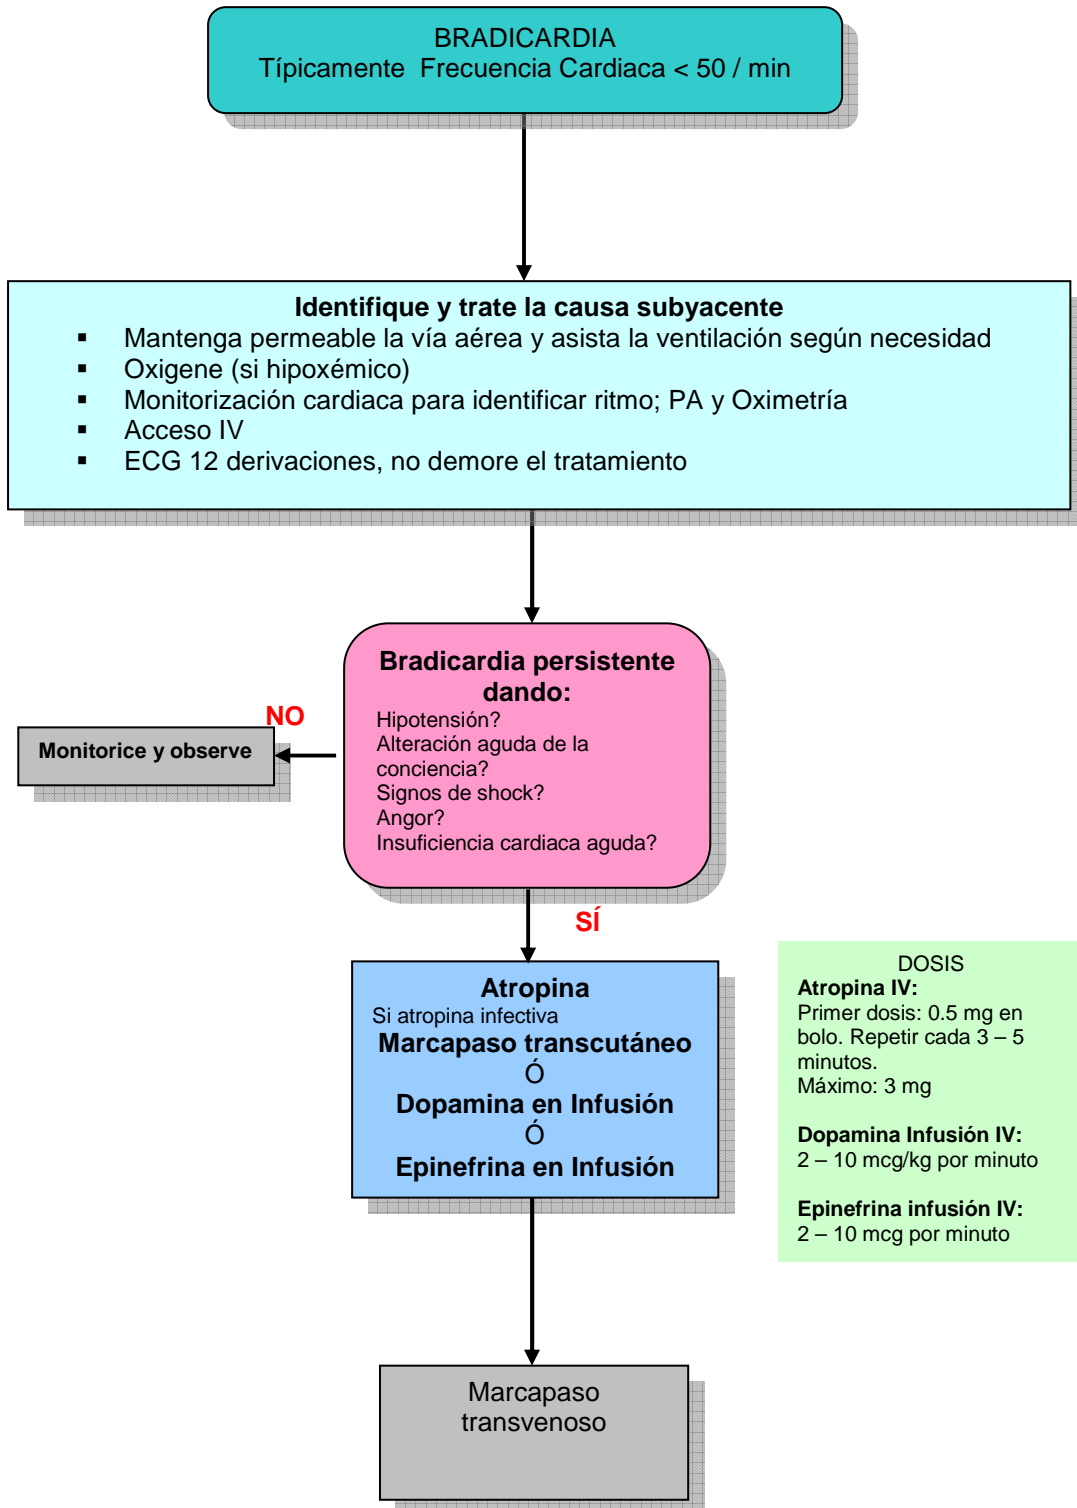 BRADICARDIA
Típicamente  Frecuencia Cardiaca < 50 / min
Identifique y trate la causa subyacente
▪ Mantenga permeable la vía aérea y asista la ventilación según necesidad
▪ Oxigene (si hipoxémico)
▪ Monitorización cardiaca para identificar ritmo; PA y Oximetría
▪ Acceso IV
▪ ECG 12 derivaciones, no demore el tratamiento
Bradicardia persistente
dando:
Hipotensión?
Alteración aguda de la
conciencia?
Signos de shock?
Angor?
Insuficiencia cardiaca aguda?
NO
Monitorice y observe
SÍ
Atropina
Si atropina infectiva
Marcapaso transcutáneo
Ó
Dopamina en Infusión
Ó
Epinefrina en Infusión
DOSIS
Atropina IV:
Primer dosis: 0.5 mg en
bolo. Repetir cada 3 – 5
minutos.
Máximo: 3 mg
Dopamina Infusión IV:
2 – 10 mcg/kg por minuto
Epinefrina infusión IV:
2 – 10 mcg por minuto
Marcapaso
transvenoso